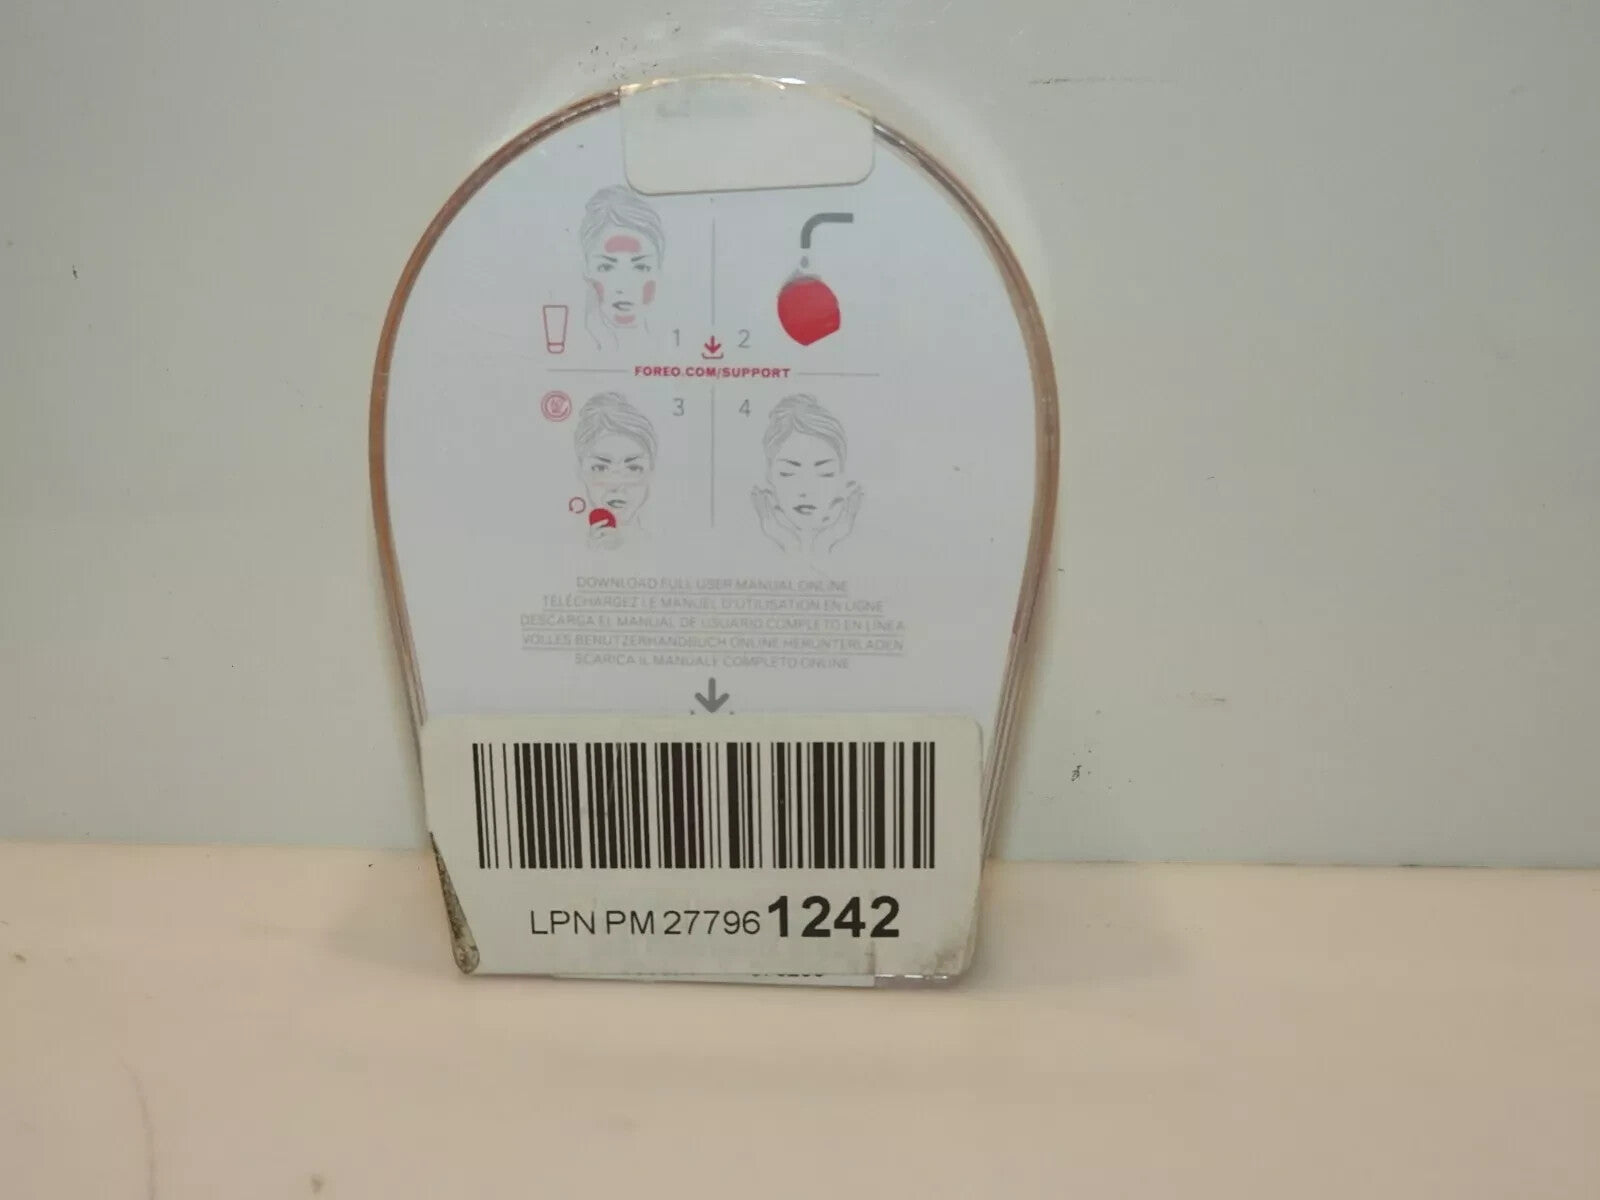 1 2
FOREO.COM/SUPPORT
3 4
DOWNLOAD FULL USER MANUAL ONLINE
TÉLÉCHARGEZ LE MANUEL D'UTILISATION EN LIGNE
DESCARGA EL MANUAL DE USUARIO COMPLETO EN LÍNEA
VOLLES BENUTZERHANDBUCH ONLINE HERUNTERLADEN
SCARICA IL MANUALE COMPLETO ONLINE
LPN PM 27796 1242